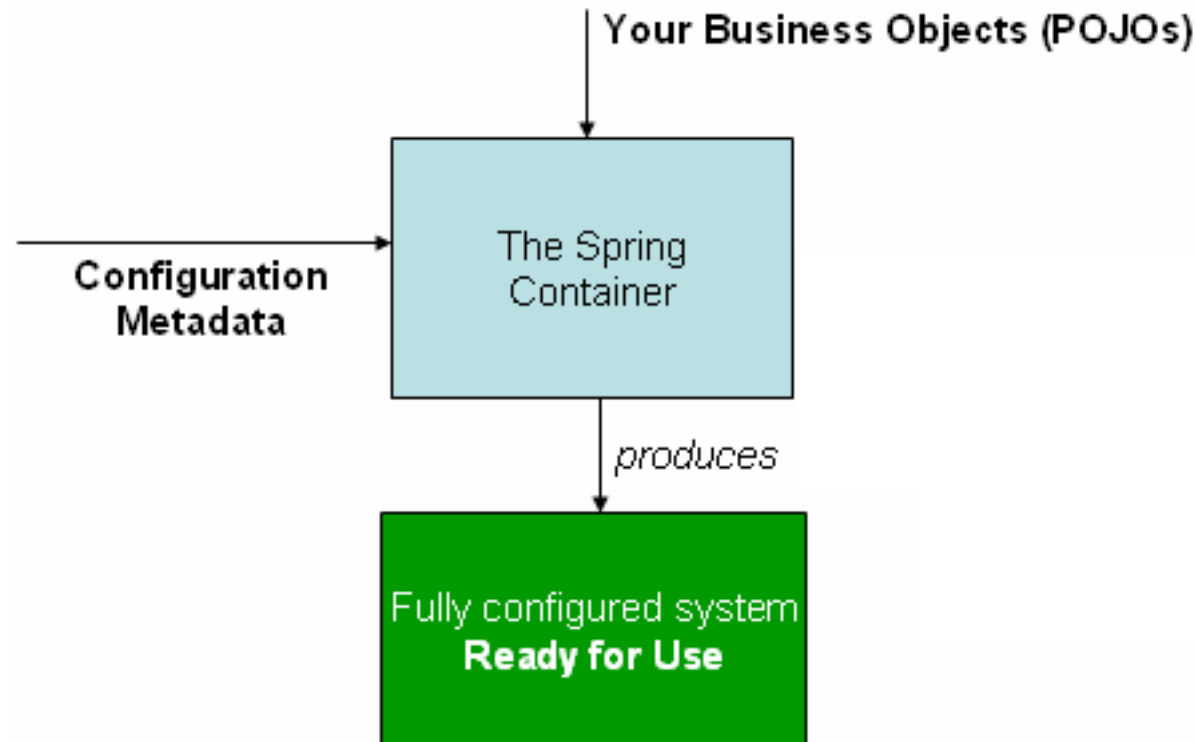 Your Business Objects (POJOs)
The Spring
Container
Configuration
Metadata
produces
Fully configured system
Ready for Use